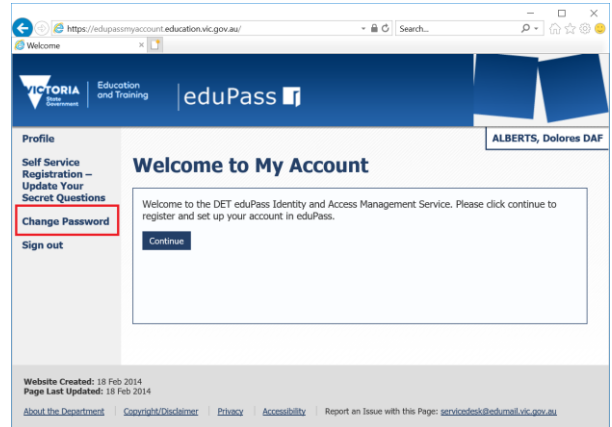 https://edupassmyaccount.education.vic.gov.au/
Search...
Welcome
VICTORIA
State
Government
Education
and Training
eduPass
Profile
ALBERTS, Dolores DAF
Self Service
Registration –
Update Your
Secret Questions
Change Password
Sign out
Welcome to My Account
Welcome to the DET eduPass Identity and Access Management Service. Please click continue to
register and set up your account in eduPass.
Continue
Website Created: 18 Feb 2014
Page Last Updated: 18 Feb 2014
About the Department
Copyright/Disclaimer
Privacy
Accessibility
Report an Issue with this Page: servicedesk@edumail.vic.gov.au